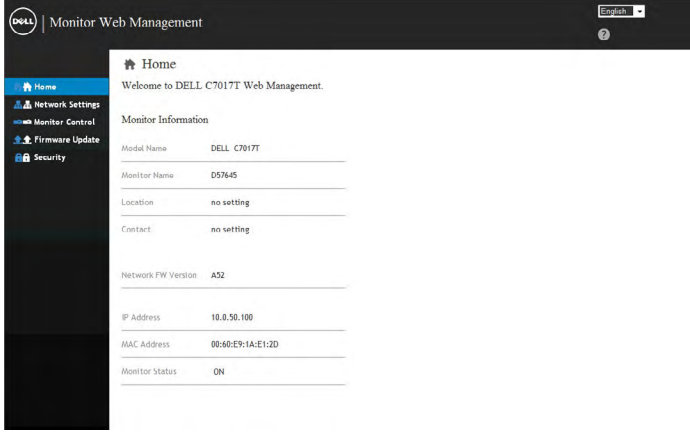 DELL Monitor Web Management
English
?
Home
Network Settings
Monitor Control
Firmware Update
Security
Home
Welcome to DELL C7017T Web Management.
Monitor Information
Model Name DELL C7017T
Monitor Name D57645
Location no setting
Contact no setting
Network FW Version A52
IP Address 10.0.50.100
MAC Address 00:60:E9:1A:E1:2D
Monitor Status ON